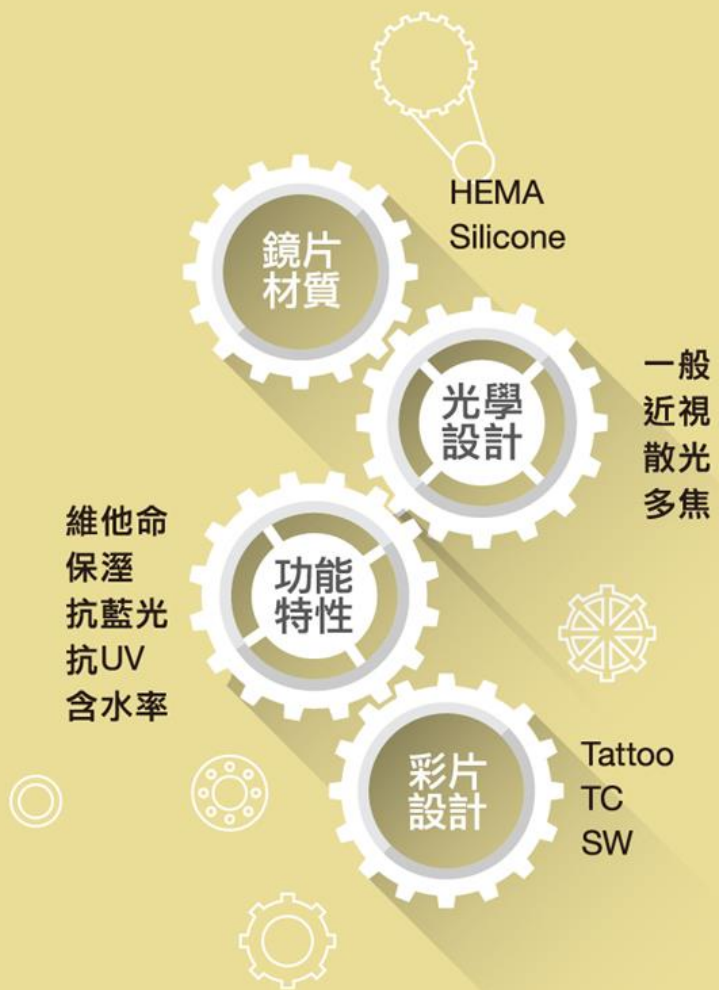 HEMA
Silicone
鏡片
材質
一般
近視
散光
多焦
光學
設計
維他命
保溼
抗藍光
抗UV
含水率
功能
特性
Tattoo
TC
SW
彩片
設計